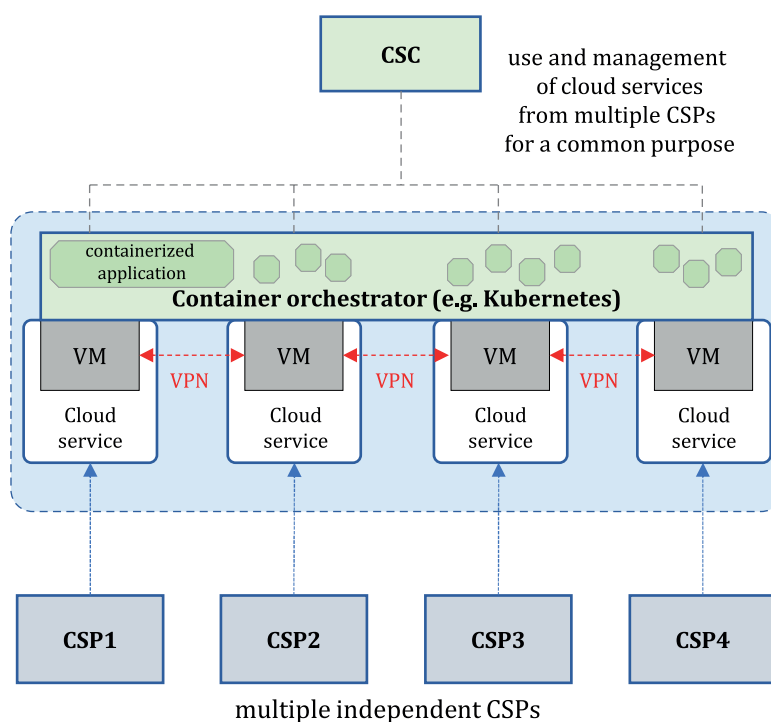 CSC
use and management
of cloud services
from multiple CSPs
for a common purpose
containerized
application
Container orchestrator (e.g. Kubernetes)
VM
VM
VM
VM
VPN
VPN
VPN
Cloud
service
Cloud
service
Cloud
service
Cloud
service
CSP1
CSP2
CSP3
CSP4
multiple independent CSPs